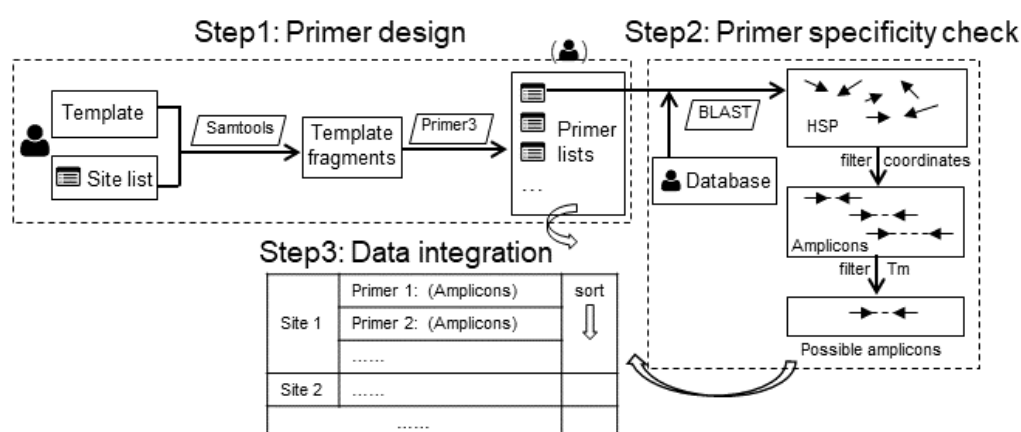 Step1: Primer design
Step2: Primer specificity check
( )
Template
Site list
Samtools
Template
fragments
Primer3
Primer
lists
...
BLAST
Database
HSP
filter coordinates
Amplicons
filter Tm
Possible amplicons
Step3: Data integration
Site 1
Primer 1: (Amplicons)
Primer 2: (Amplicons)
......
sort
Site 2
......
......